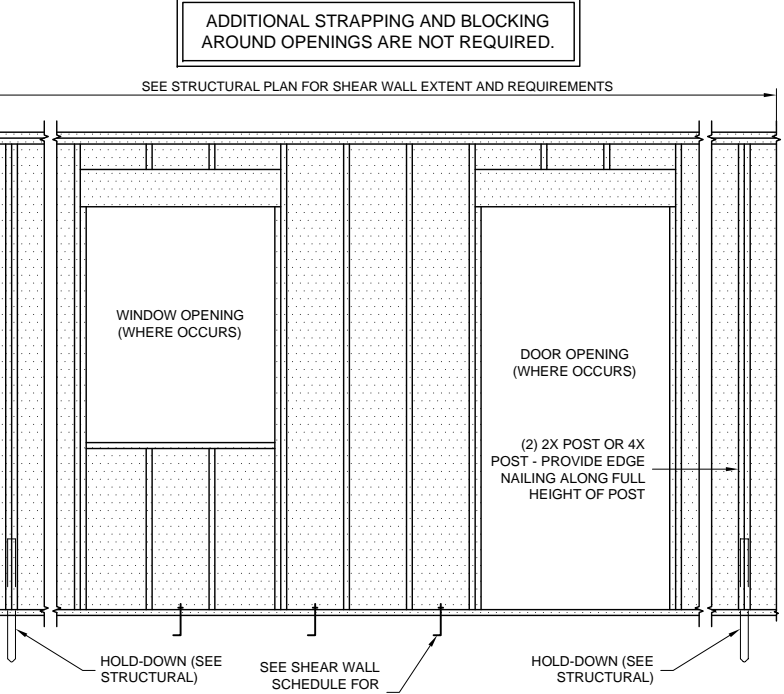 ADDITIONAL STRAPPING AND BLOCKING
AROUND OPENINGS ARE NOT REQUIRED.
SEE STRUCTURAL PLAN FOR SHEAR WALL EXTENT AND REQUIREMENTS
WINDOW OPENING
(WHERE OCCURS)
DOOR OPENING
(WHERE OCCURS)
(2) 2X POST OR 4X
POST - PROVIDE EDGE
NAILING ALONG FULL
HEIGHT OF POST
HOLD-DOWN (SEE
STRUCTURAL)
SEE SHEAR WALL
SCHEDULE FOR
HOLD-DOWN (SEE
STRUCTURAL)